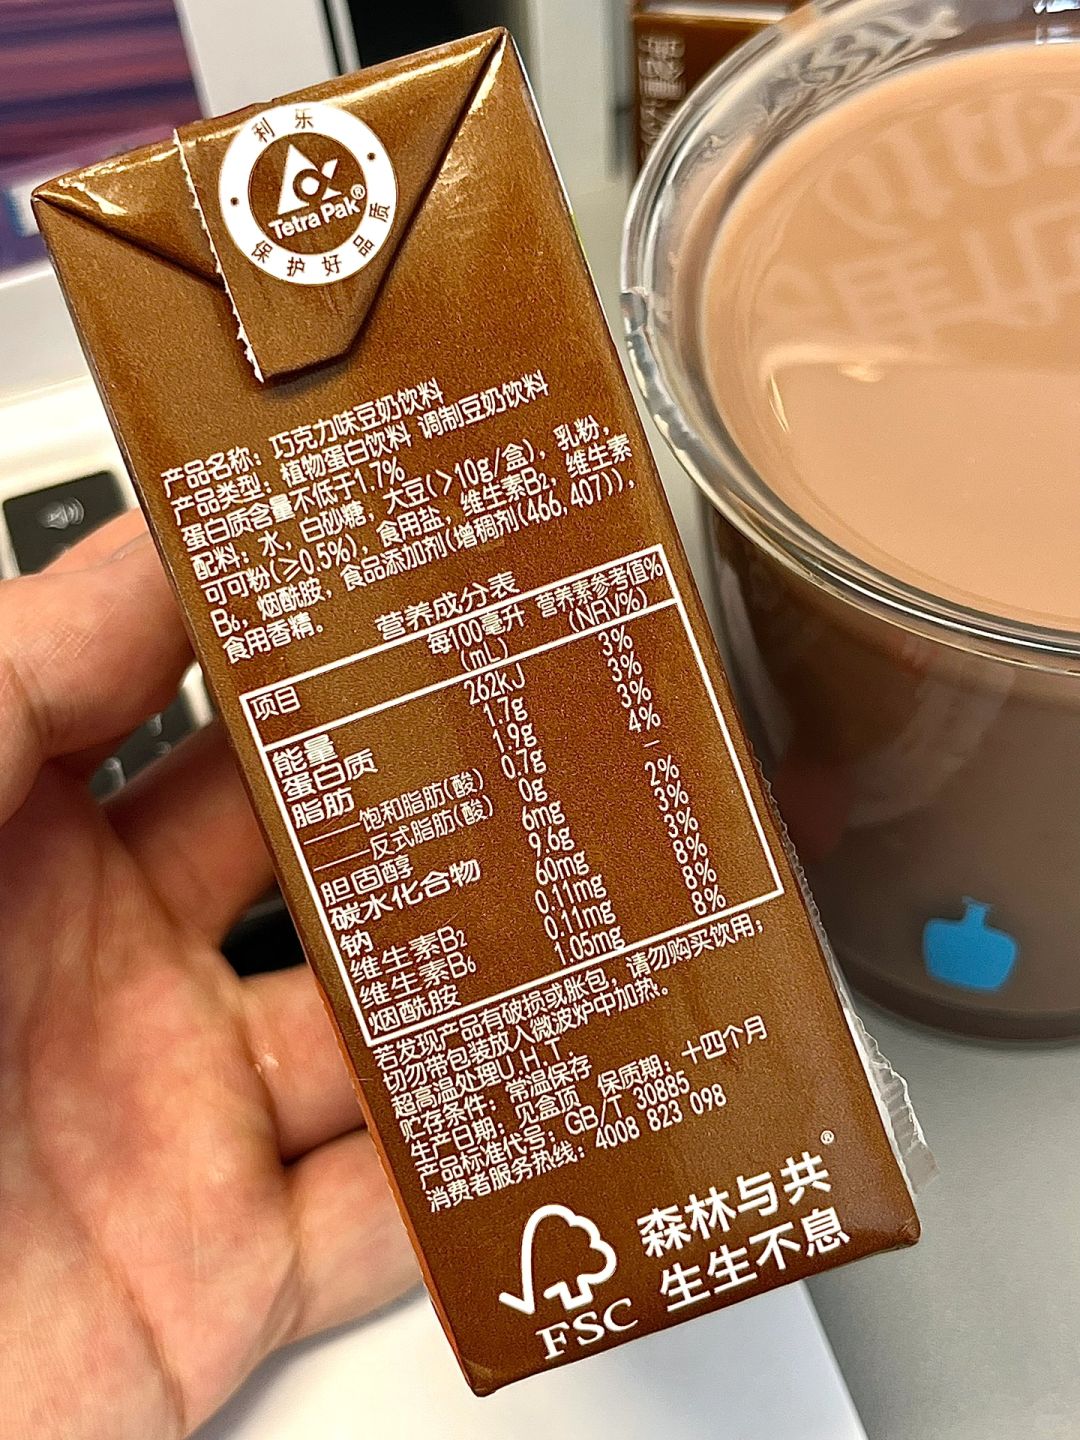 利乐
Tetra Pak®
保护好品质
产品名称：巧克力味豆奶饮料
产品类型：植物蛋白饮料 调制豆奶饮料
蛋白质含量不低于1.7%
配料：水，白砂糖，大豆(>10g/盒)，乳粉，
可可粉(≥0.5%)，食用盐，维生素B₂，维生素
B₆，烟酰胺，食品添加剂(增稠剂(466, 407))，
食用香精。
营养成分表
项目 每100毫升(mL) 营养素参考值%(NRV%)
能量 262kJ 3%
蛋白质 1.7g 3%
脂肪 1.9g 3%
——饱和脂肪(酸) 0.7g 4%
——反式脂肪(酸) 0g —
胆固醇 6mg 2%
碳水化合物 9.6g 3%
钠 60mg 3%
维生素B₂ 0.11mg 8%
维生素B₆ 0.11mg 8%
烟酰胺 1.05mg 8%
若发现产品有破损或胀包，请勿购买饮用；
切勿带包装放入微波炉中加热。
超高温处理U.H.T
贮存条件：常温保存
生产日期：见盒顶 保质期：十四个月
产品标准代号：GB/T 30885
消费者服务热线：4008 823 098
森林与共®
生生不息
FSC